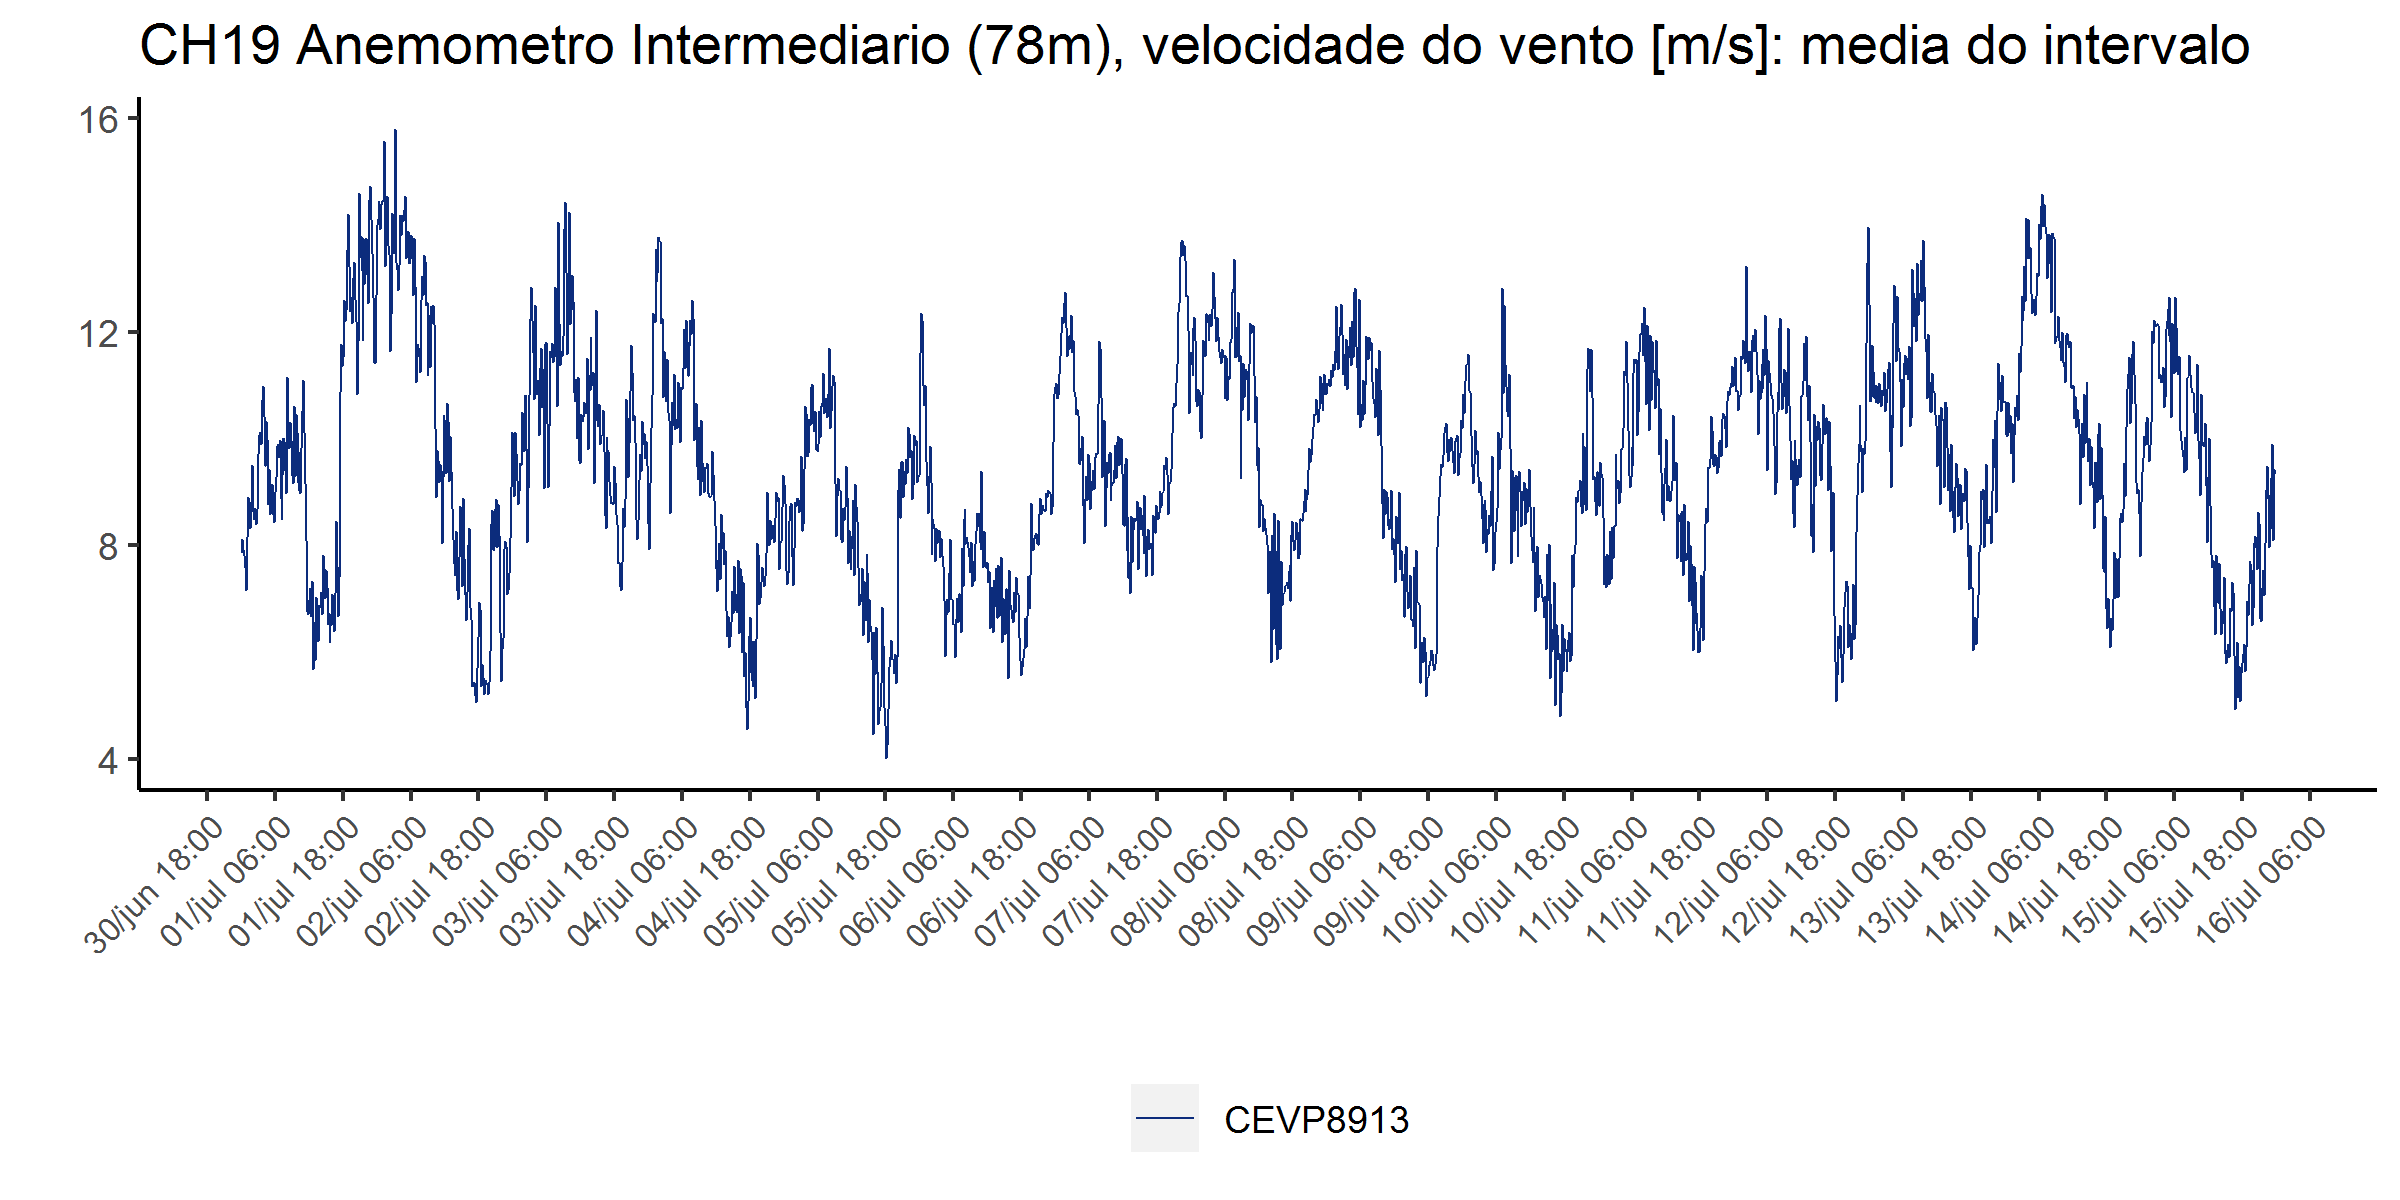 CH19 Anemometro Intermediario (78m), velocidade do vento [m/s]: media do intervalo
16
12
8
4
30/jun 18:00
01/jul 06:00
01/jul 18:00
02/jul 06:00
02/jul 18:00
03/jul 06:00
03/jul 18:00
04/jul 06:00
04/jul 18:00
05/jul 06:00
05/jul 18:00
06/jul 06:00
06/jul 18:00
07/jul 06:00
07/jul 18:00
08/jul 06:00
08/jul 18:00
09/jul 06:00
09/jul 18:00
10/jul 06:00
10/jul 18:00
11/jul 06:00
11/jul 18:00
12/jul 06:00
12/jul 18:00
13/jul 06:00
13/jul 18:00
14/jul 06:00
14/jul 18:00
15/jul 06:00
15/jul 18:00
16/jul 06:00
CEVP8913